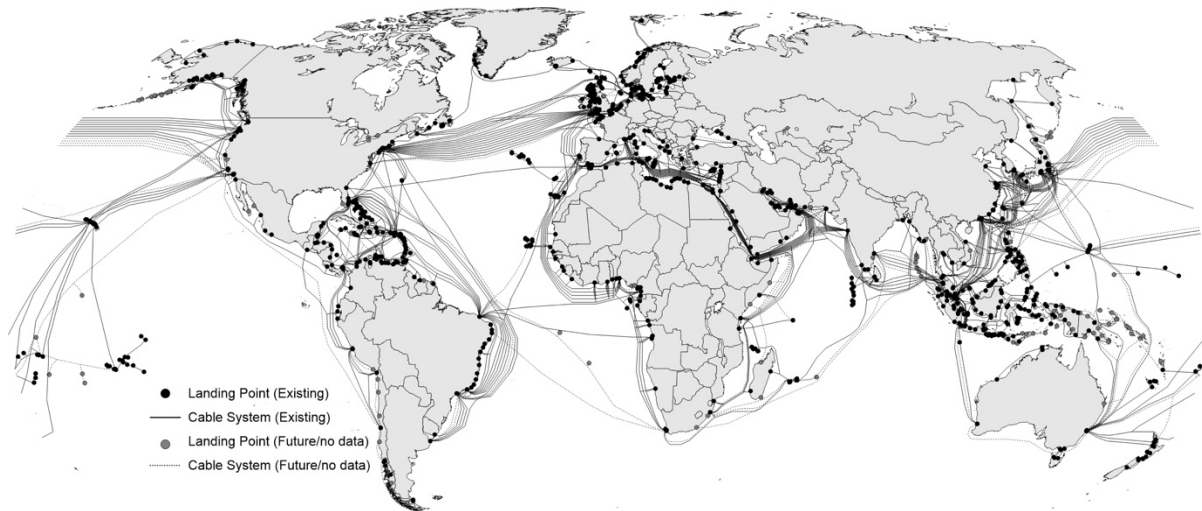 Landing Point (Existing)
Cable System (Existing)
Landing Point (Future/no data)
Cable System (Future/no data)